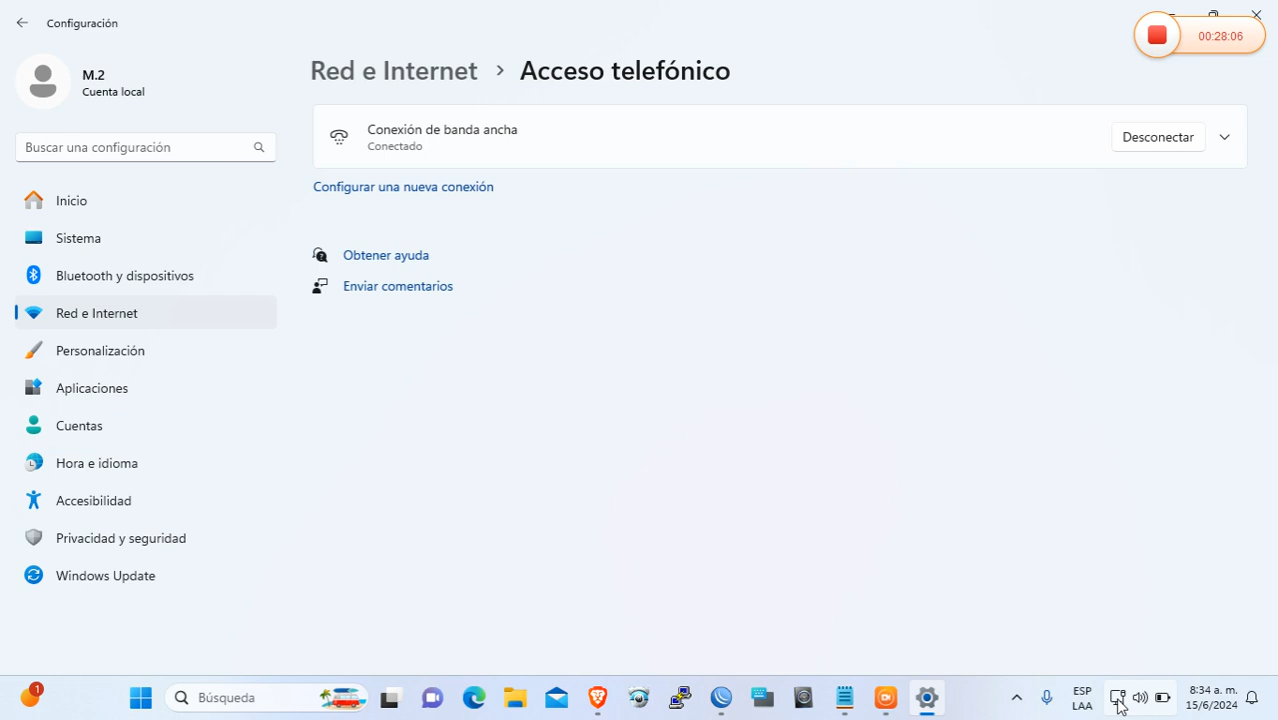 Configuración
00:28:06
M.2
Cuenta local
Red e Internet > Acceso telefónico
Conexión de banda ancha
Conectado
Desconectar
Configurar una nueva conexión
Obtener ayuda
Enviar comentarios
Buscar una configuración
Inicio
Sistema
Bluetooth y dispositivos
Red e Internet
Personalización
Aplicaciones
Cuentas
Hora e idioma
Accesibilidad
Privacidad y seguridad
Windows Update
1
Búsqueda
ESP
LAA
8:34 a. m.
15/6/2024